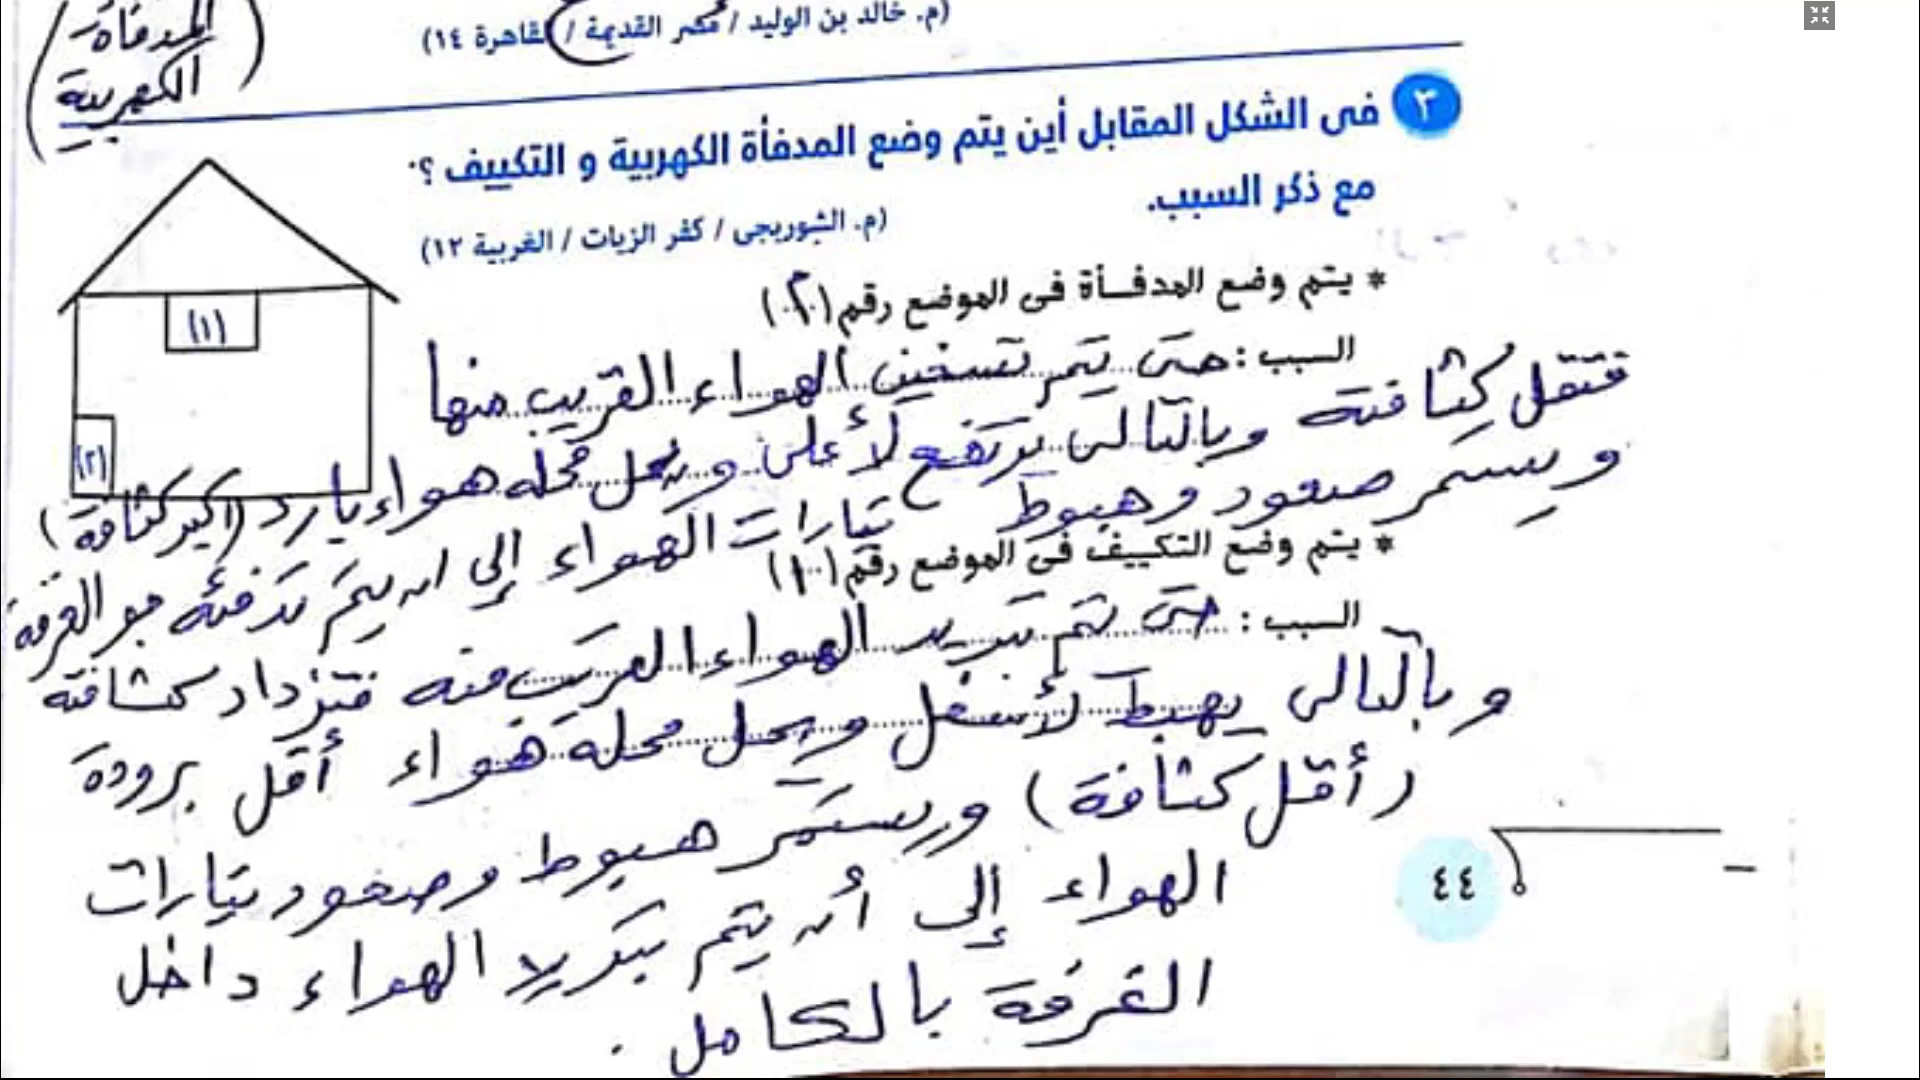 (م. خالد بن الوليد / مصر القديمة / القاهرة ١٤)
المدفأة
الكهربية
٣ فى الشكل المقابل أين يتم وضع المدفأة الكهربية و التكييف ؟
مع ذكر السبب.
(م. الشوربجى / كفر الزيات / الغربية ١٢)
(١)
(٢)
* يتم وضع المدفأة فى الموضع رقم (٢)
السبب : حتى يتم تسخين الهواء القريب منها
فتقل كثافته وبالتالى يرتفع لأعلى ويحل محله هواء بارد (أكبر كثافة)
ويستمر صعود وهبوط تيارات الهواء إلى ان يتم تدفئة جو الغرفة
* يتم وضع التكييف فى الموضع رقم (١)
السبب : حتى يتم تبريد الهواء القريب منه فتزداد كثافته
وبالتالى يهبط لأسفل ويحل محله هواء أقل برودة
(أقل كثافة) ويستمر هبوط وصعود تيارات
الهواء إلى أن يتم تبريد الهواء داخل
الغرفة بالكامل .
٤٤